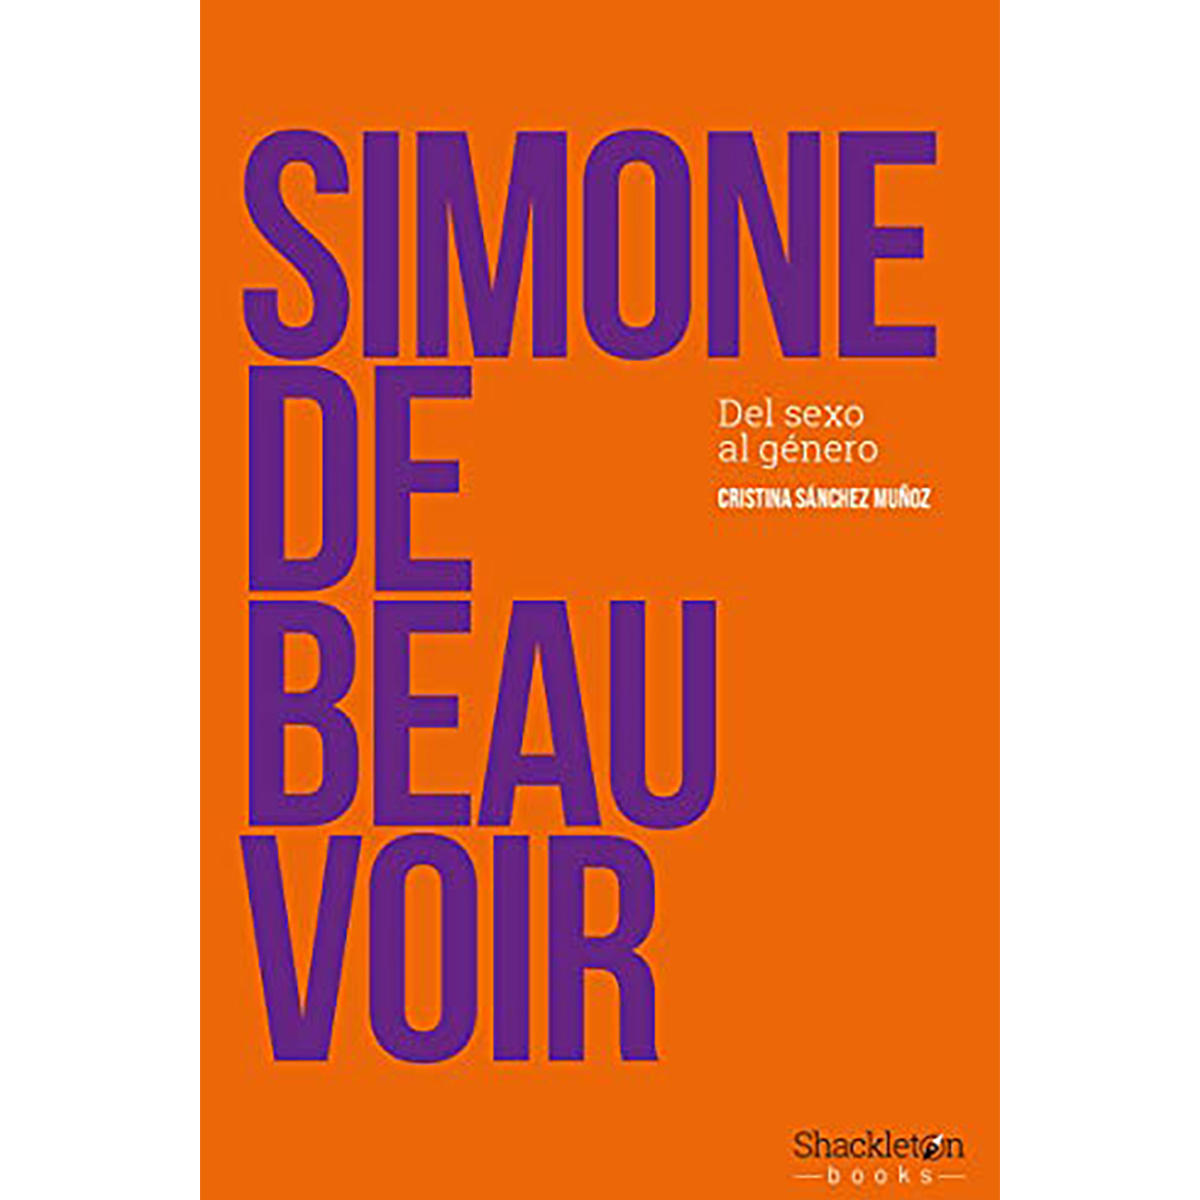 SIMONE
DE
BEAU
VOIR
Del sexo
al género
CRISTINA SÁNCHEZ MUÑOZ
Shackleton
books